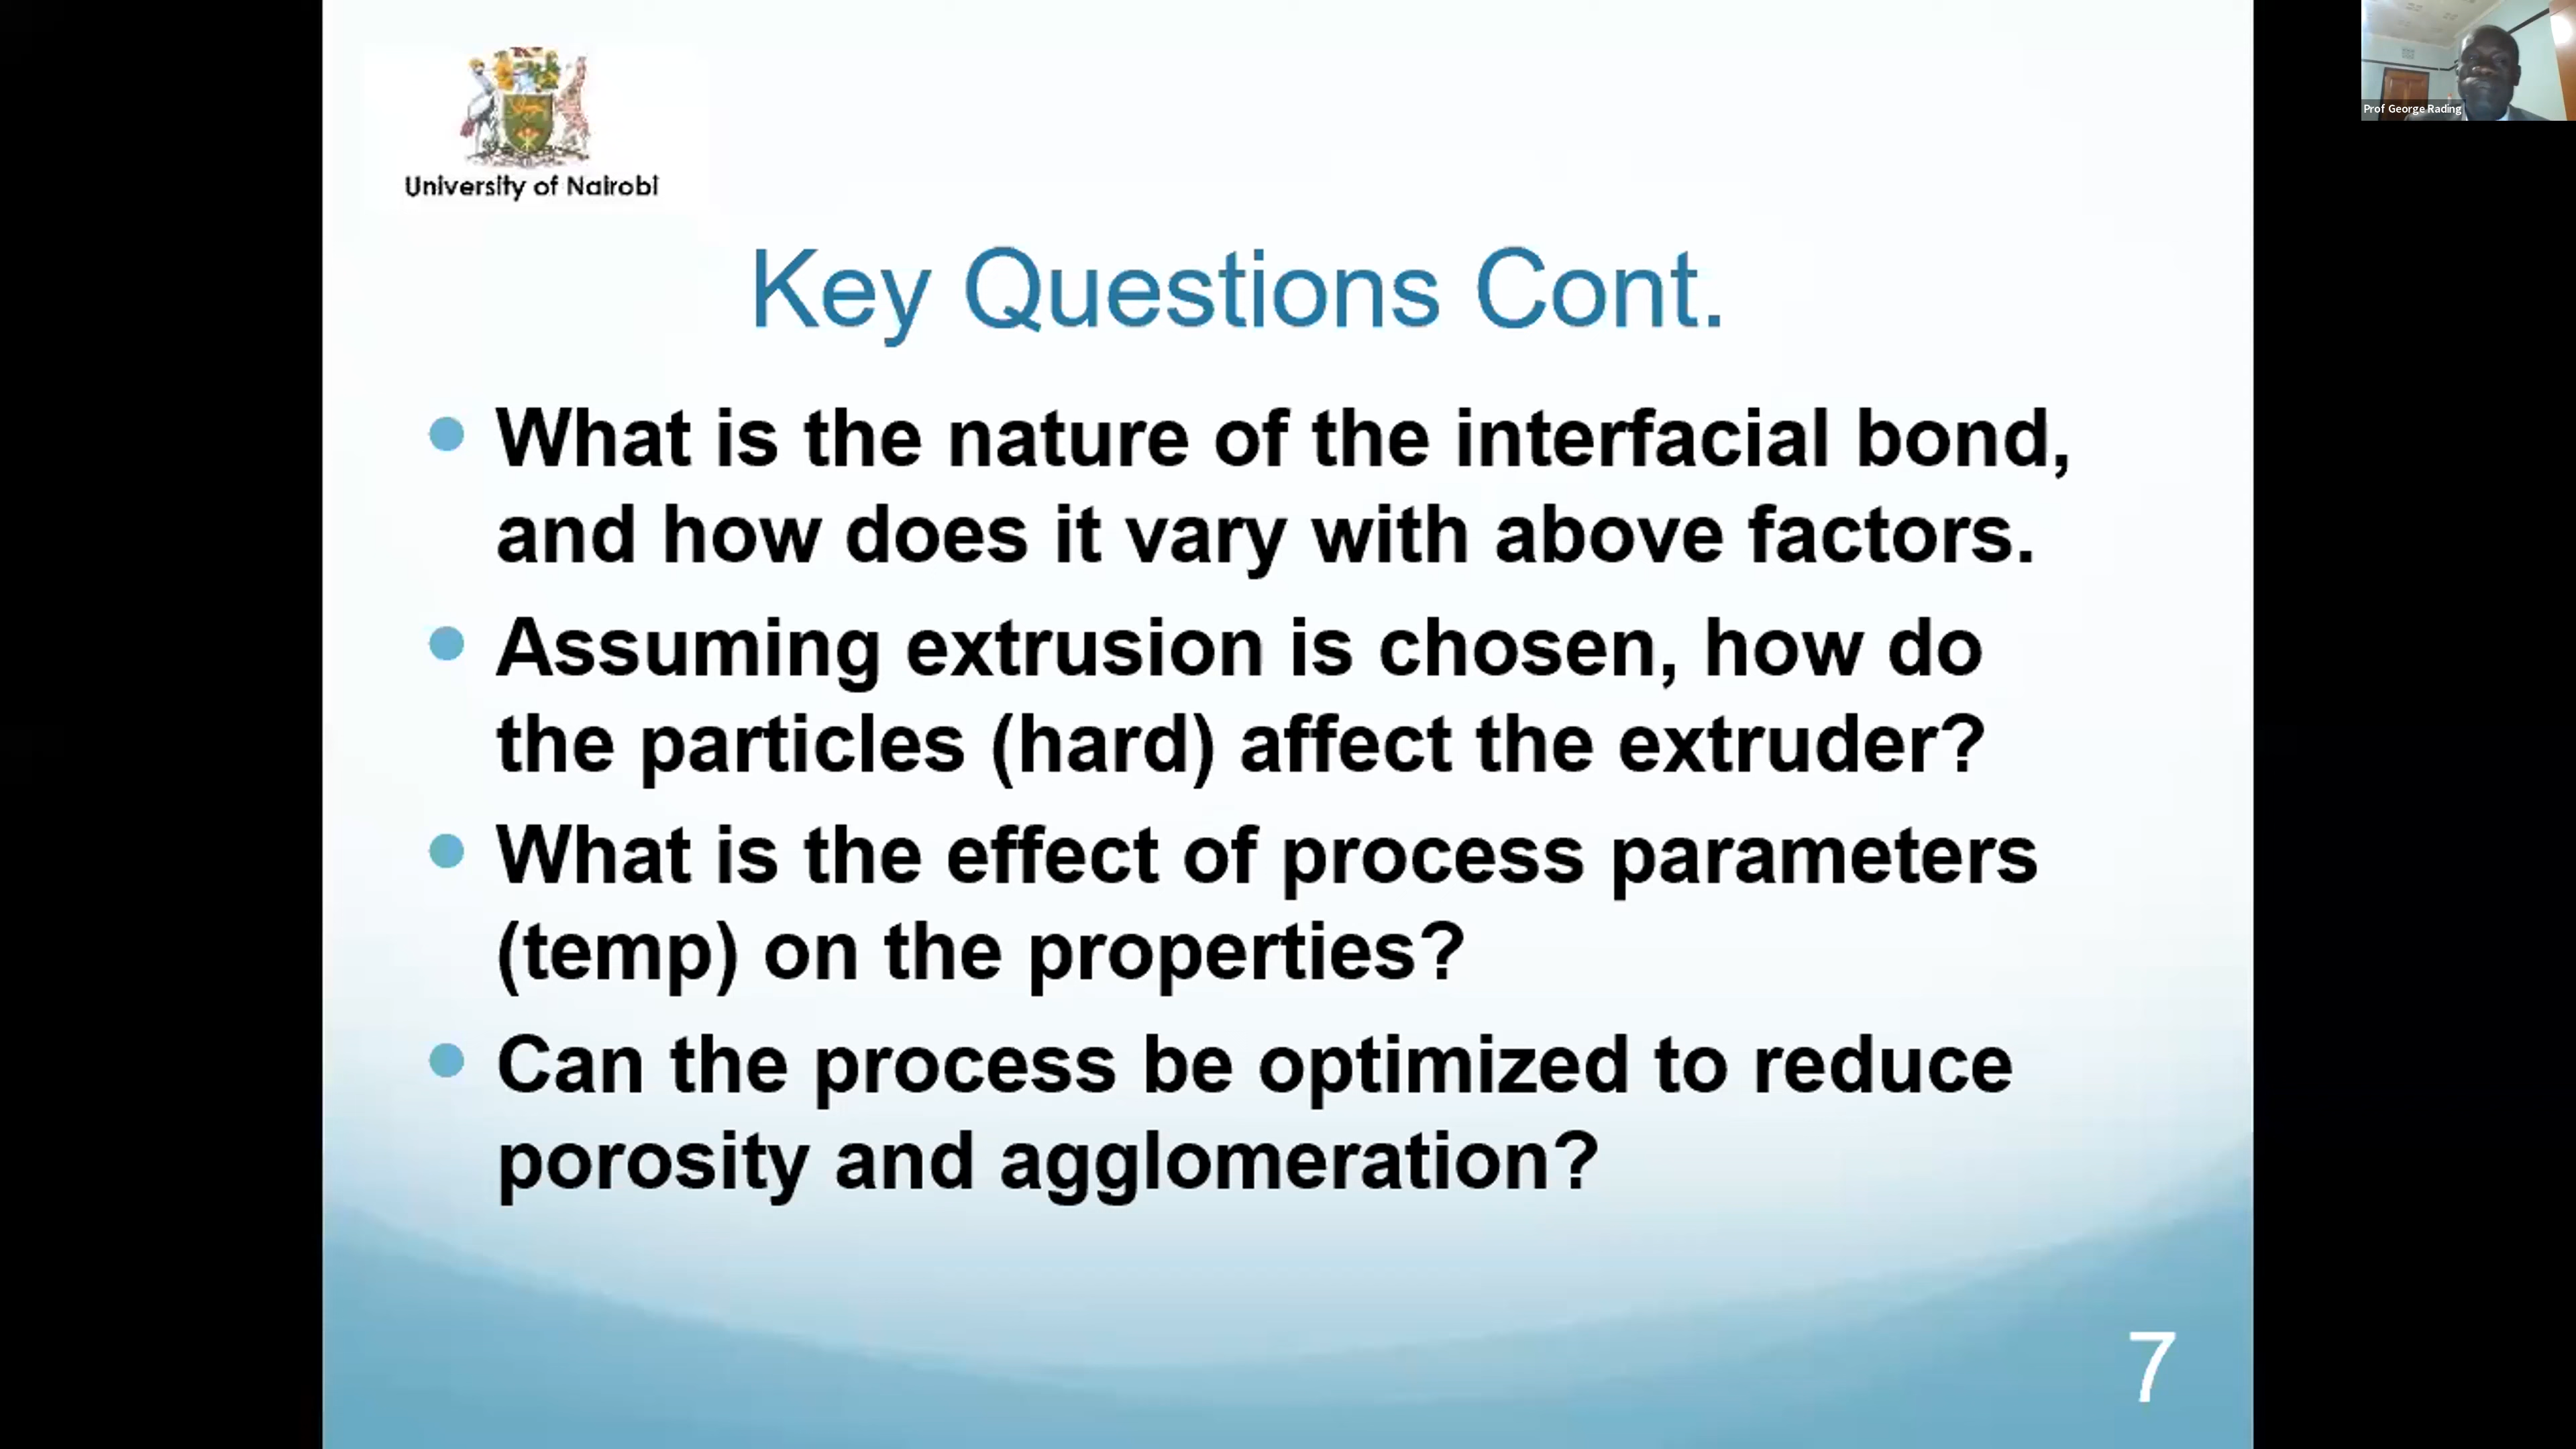 University of Nairobi
Prof George Rading
Key Questions Cont.
What is the nature of the interfacial bond,
and how does it vary with above factors.
Assuming extrusion is chosen, how do
the particles (hard) affect the extruder?
What is the effect of process parameters
(temp) on the properties?
Can the process be optimized to reduce
porosity and agglomeration?
7